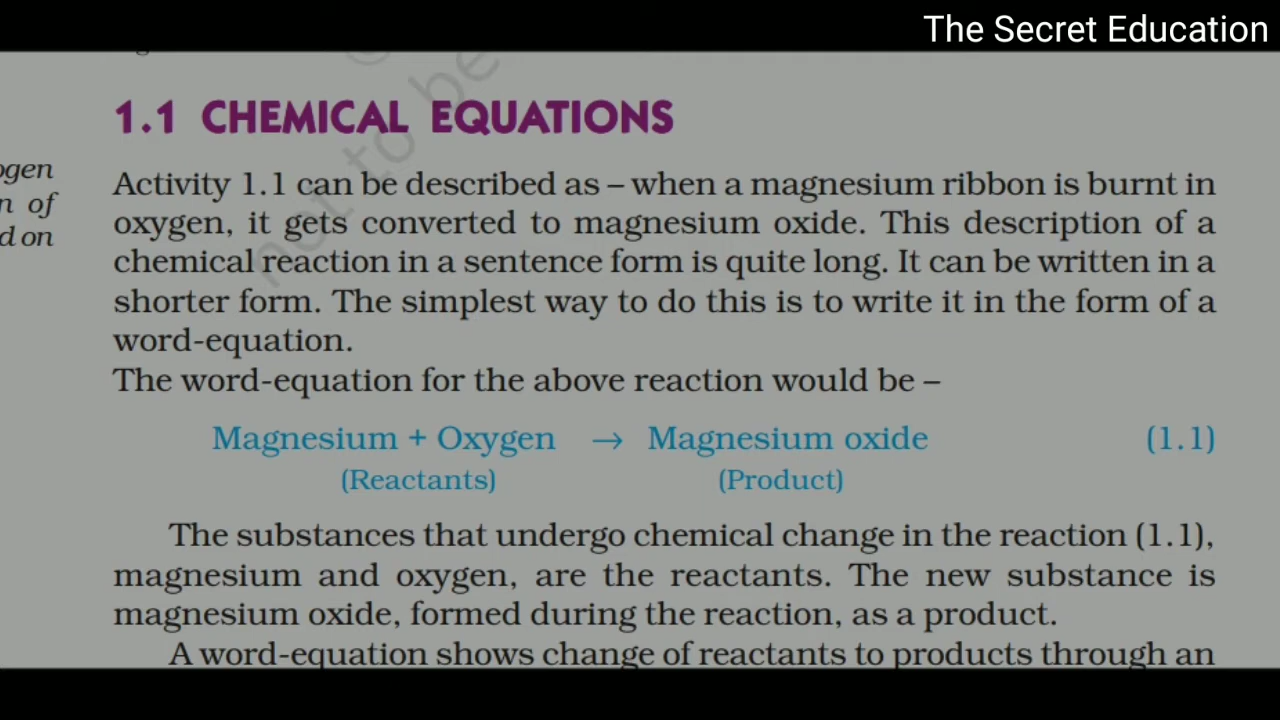 The Secret Education
1.1 CHEMICAL EQUATIONS
ogen
n of
d on
Activity 1.1 can be described as – when a magnesium ribbon is burnt in
oxygen, it gets converted to magnesium oxide. This description of a
chemical reaction in a sentence form is quite long. It can be written in a
shorter form. The simplest way to do this is to write it in the form of a
word-equation.
The word-equation for the above reaction would be –
Magnesium + Oxygen → Magnesium oxide (1.1)
(Reactants) (Product)
The substances that undergo chemical change in the reaction (1.1),
magnesium and oxygen, are the reactants. The new substance is
magnesium oxide, formed during the reaction, as a product.
A word-equation shows change of reactants to products through an
not to be